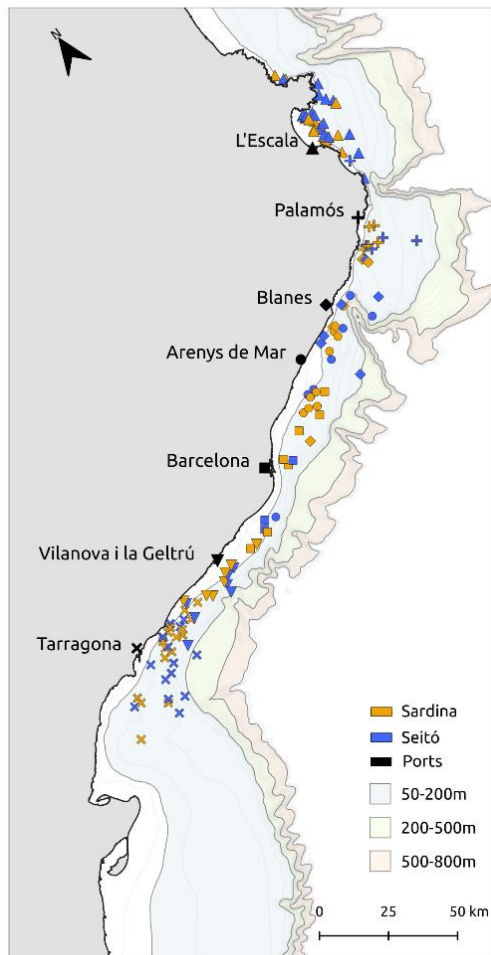 N
L'Escala
Palamós
Blanes
Arenys de Mar
Barcelona
Vilanova i la Geltrú
Tarragona
Sardina
Seitó
Ports
50-200m
200-500m
500-800m
0 25 50 km